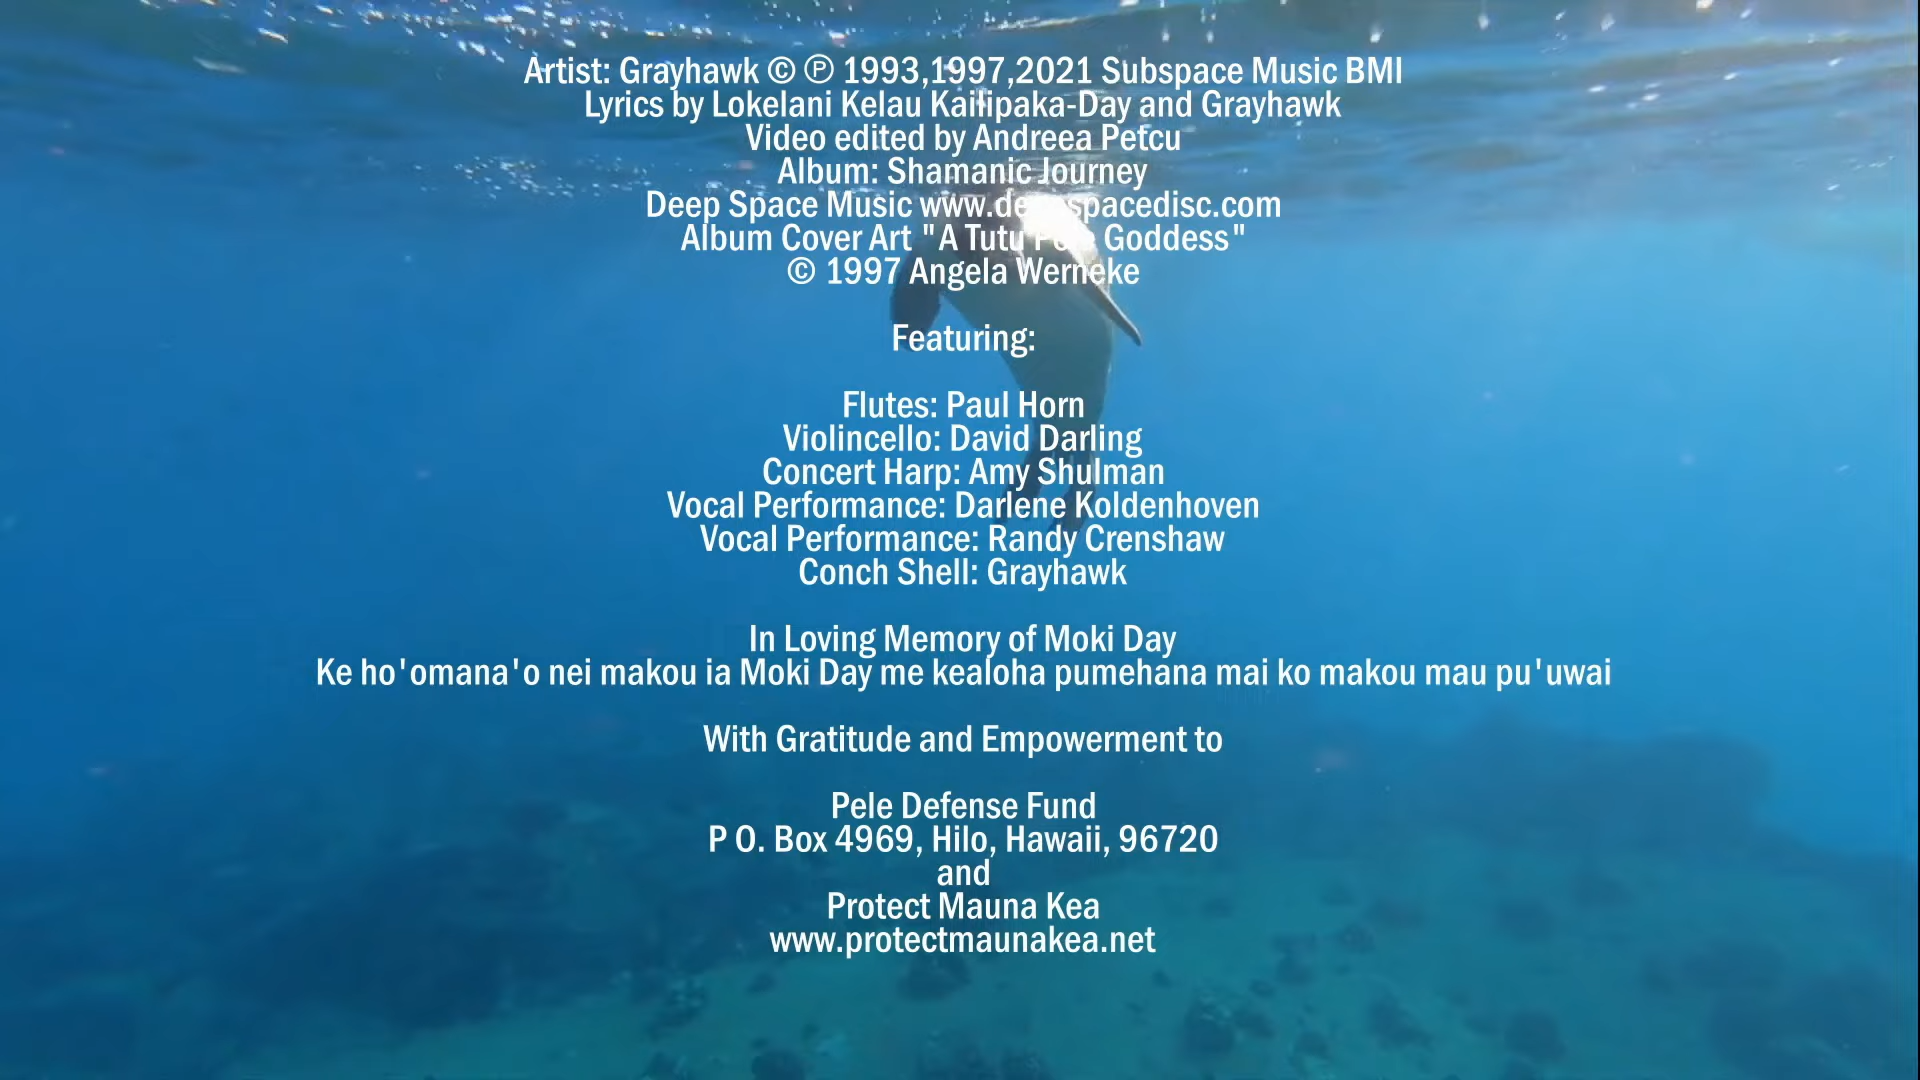 Artist: Grayhawk © ℗ 1993,1997,2021 Subspace Music BMI
Lyrics by Lokelani Kelau Kailipaka-Day and Grayhawk
Video edited by Andreea Petcu
Album: Shamanic Journey
Deep Space Music www.deepspacedisc.com
Album Cover Art "A Tutu Pele Goddess"
© 1997 Angela Werneke
Featuring:
Flutes: Paul Horn
Violincello: David Darling
Concert Harp: Amy Shulman
Vocal Performance: Darlene Koldenhoven
Vocal Performance: Randy Crenshaw
Conch Shell: Grayhawk
In Loving Memory of Moki Day
Ke ho'omana'o nei makou ia Moki Day me kealoha pumehana mai ko makou mau pu'uwai
With Gratitude and Empowerment to
Pele Defense Fund
P O. Box 4969, Hilo, Hawaii, 96720
and
Protect Mauna Kea
www.protectmaunakea.net